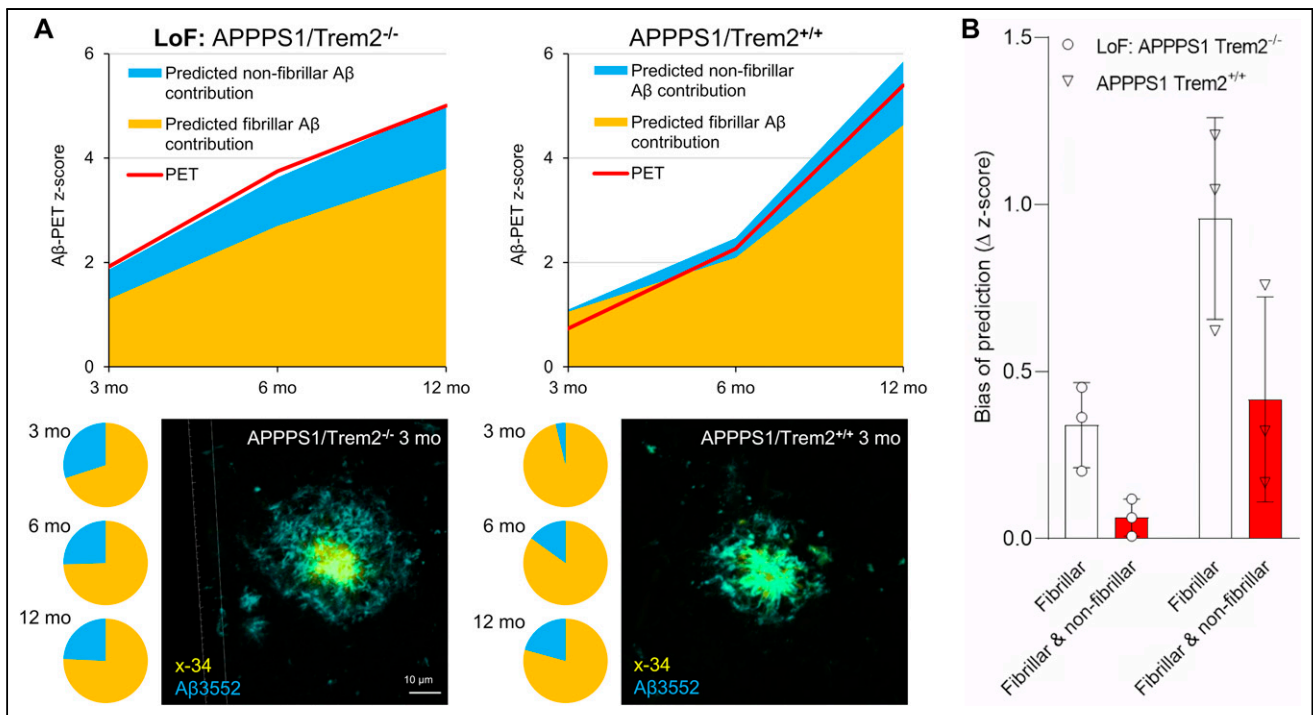 A
LoF: APPPS1/Trem2-/-
6
4
2
0
Aβ-PET z-score
Predicted non-fibrillar Aβ
contribution
Predicted fibrillar Aβ
contribution
PET
3 mo
6 mo
12 mo
APPPS1/Trem2+/+
6
4
2
0
Aβ-PET z-score
Predicted non-fibrillar
Aβ contribution
Predicted fibrillar Aβ
contribution
PET
3 mo
6 mo
12 mo
3 mo
6 mo
12 mo
APPPS1/Trem2-/- 3 mo
x-34
Aβ3552
10 µm
3 mo
6 mo
12 mo
APPPS1/Trem2+/+ 3 mo
x-34
Aβ3552
B
LoF: APPPS1 Trem2-/-
APPPS1 Trem2+/+
1.5
1.0
0.5
0.0
Bias of prediction (Δ z-score)
Fibrillar
Fibrillar & non-fibrillar
Fibrillar
Fibrillar & non-fibrillar